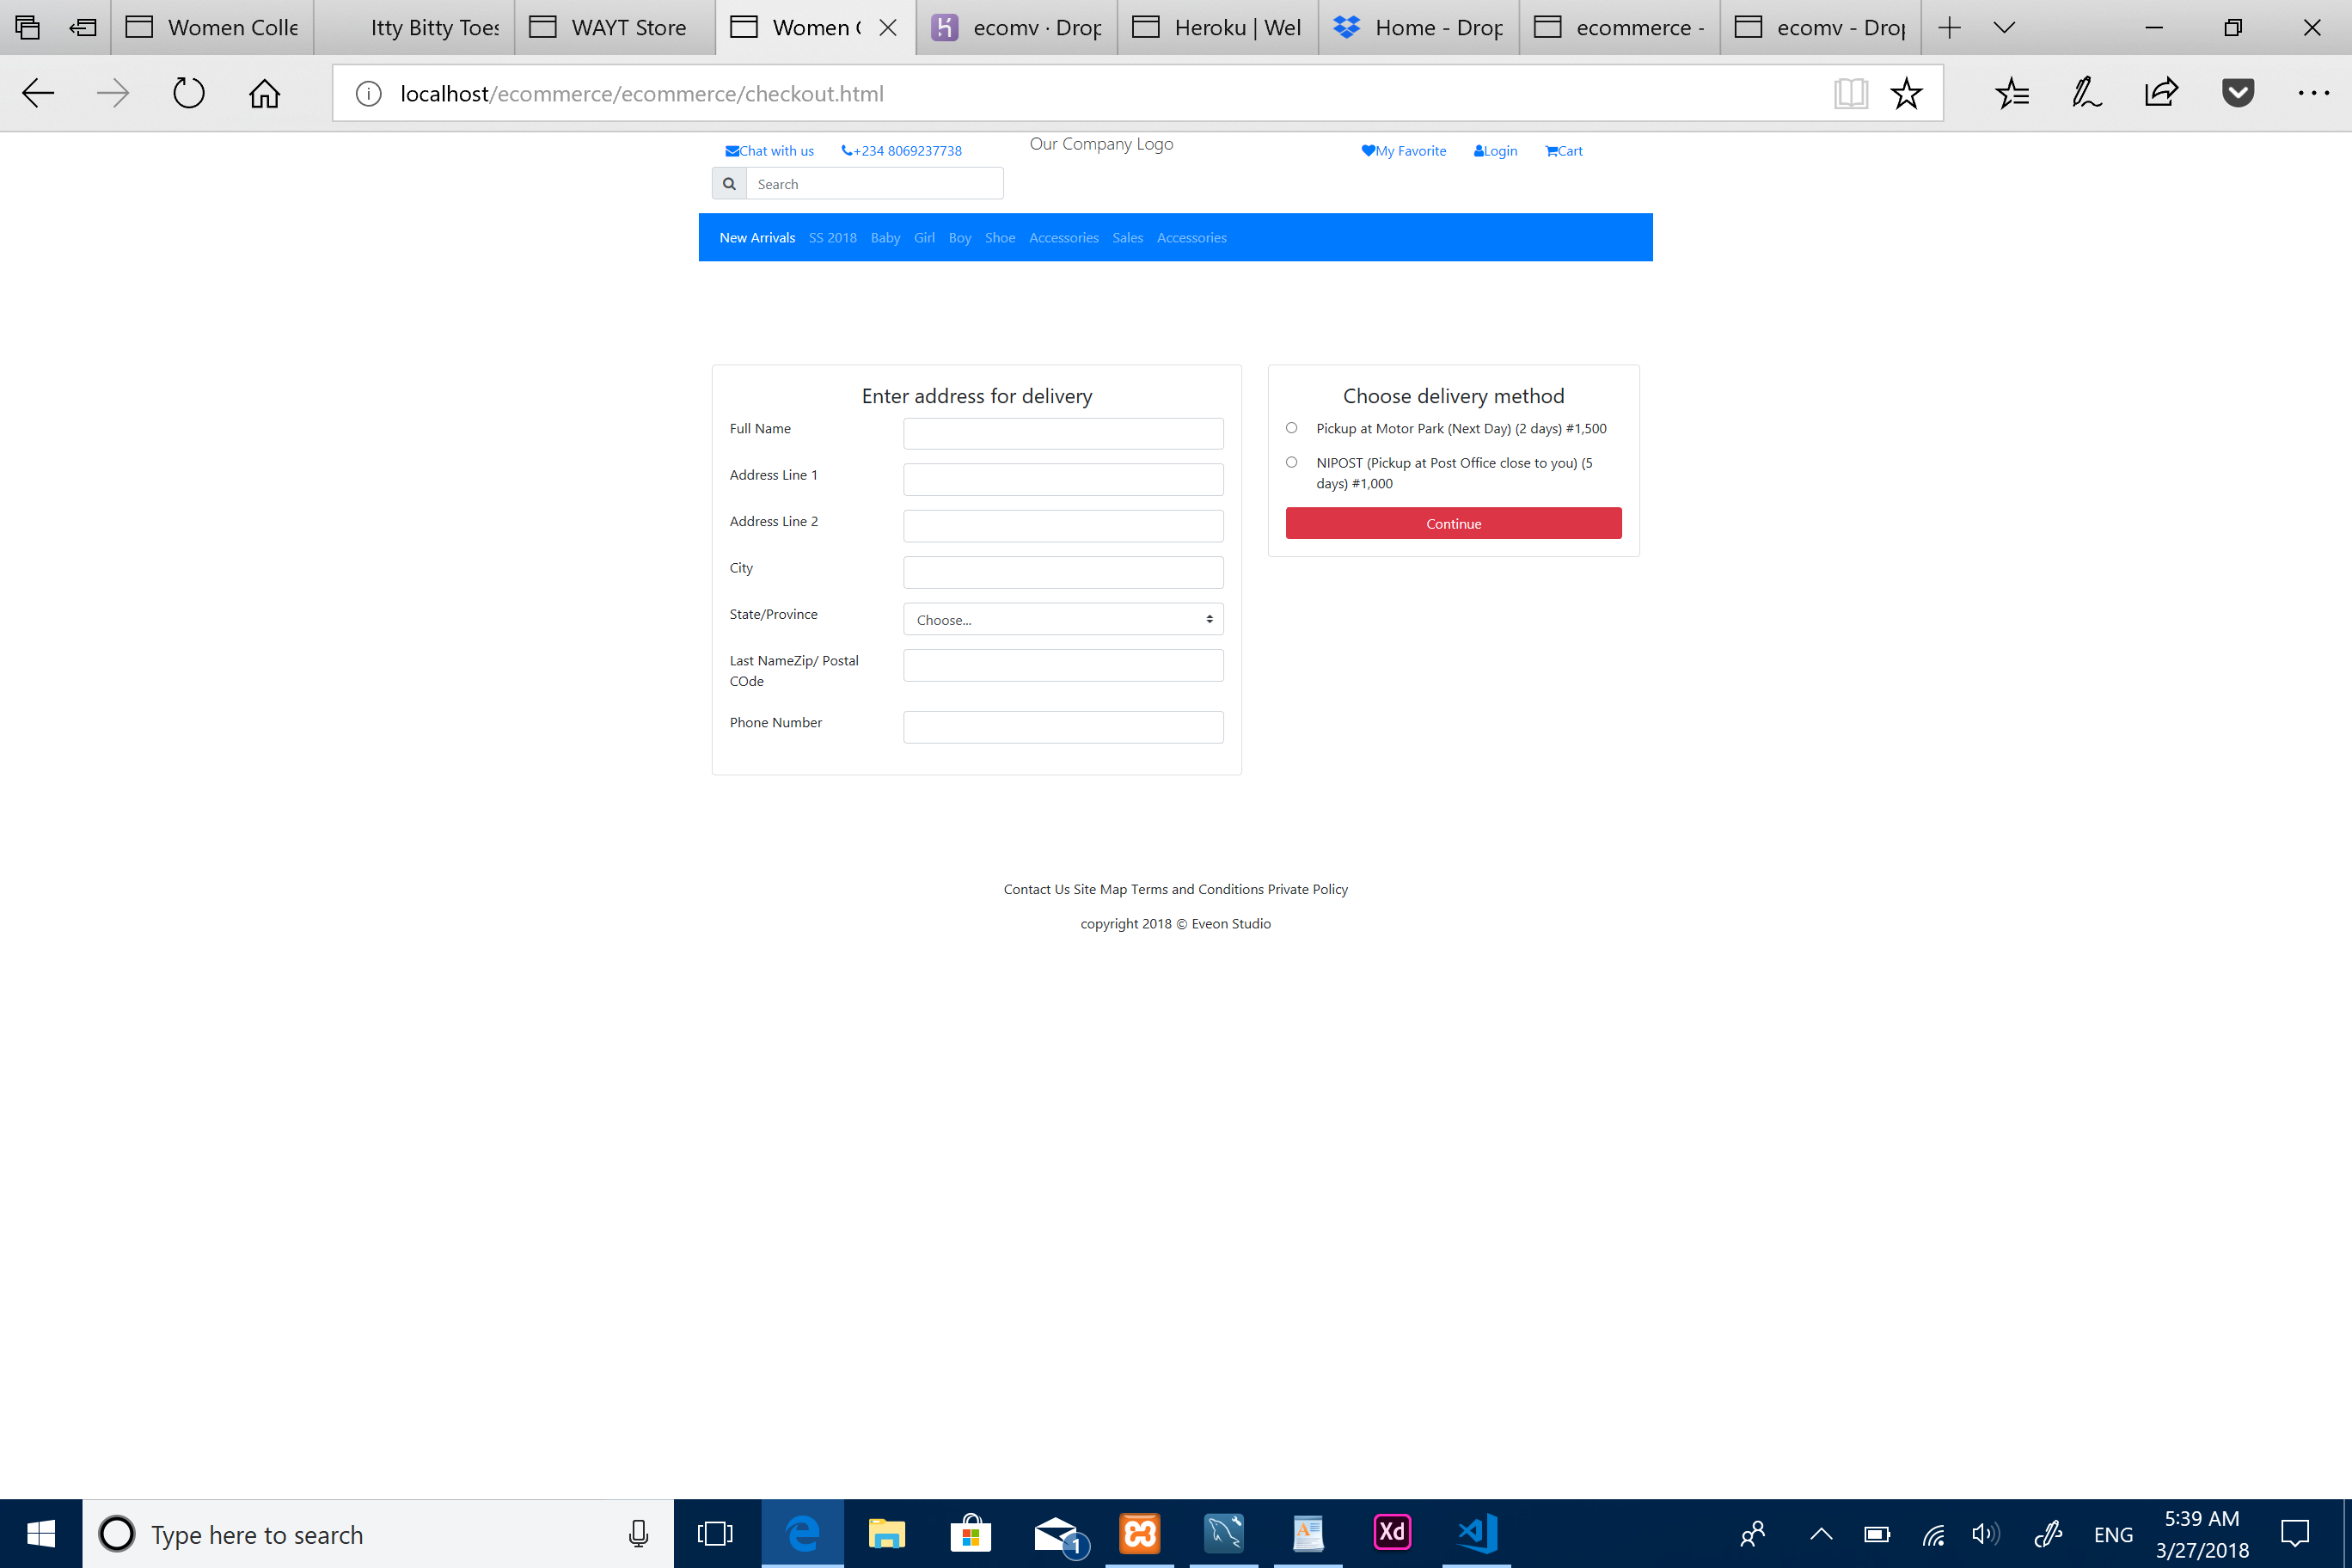 Women Colle
Itty Bitty Toes
WAYT Store
Women C
ecomv · Drop
Heroku | Wel
Home - Drop
ecommerce -
ecomv - Drop
localhost/ecommerce/ecommerce/checkout.html
Chat with us +234 8069237738
Our Company Logo
My Favorite Login Cart
Search
New Arrivals SS 2018 Baby Girl Boy Shoe Accessories Sales Accessories
Enter address for delivery
Full Name
Address Line 1
Address Line 2
City
State/Province Choose...
Last NameZip/ Postal
COde
Phone Number
Choose delivery method
Pickup at Motor Park (Next Day) (2 days) #1,500
NIPOST (Pickup at Post Office close to you) (5
days) #1,000
Continue
Contact Us Site Map Terms and Conditions Private Policy
copyright 2018 © Eveon Studio
Type here to search
1
Xd
ENG
5:39 AM
3/27/2018